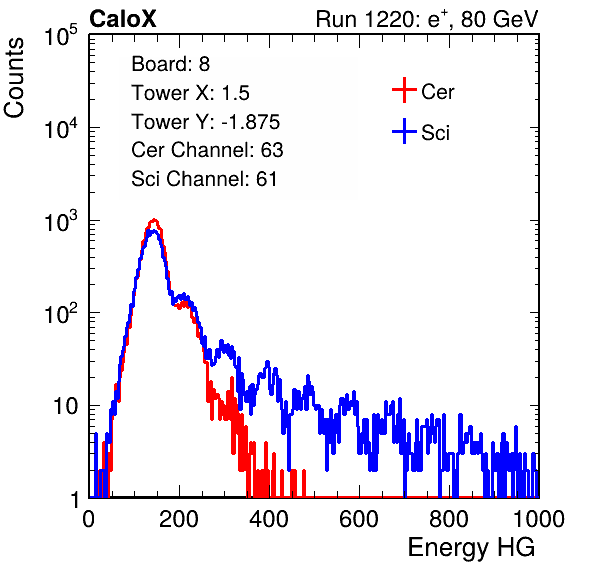 CaloX Run 1220: e⁺, 80 GeV
Counts
10⁵
10⁴
10³
10²
10
1
Board: 8
Tower X: 1.5
Tower Y: -1.875
Cer Channel: 63
Sci Channel: 61
Cer
Sci
0 200 400 600 800 1000
Energy HG